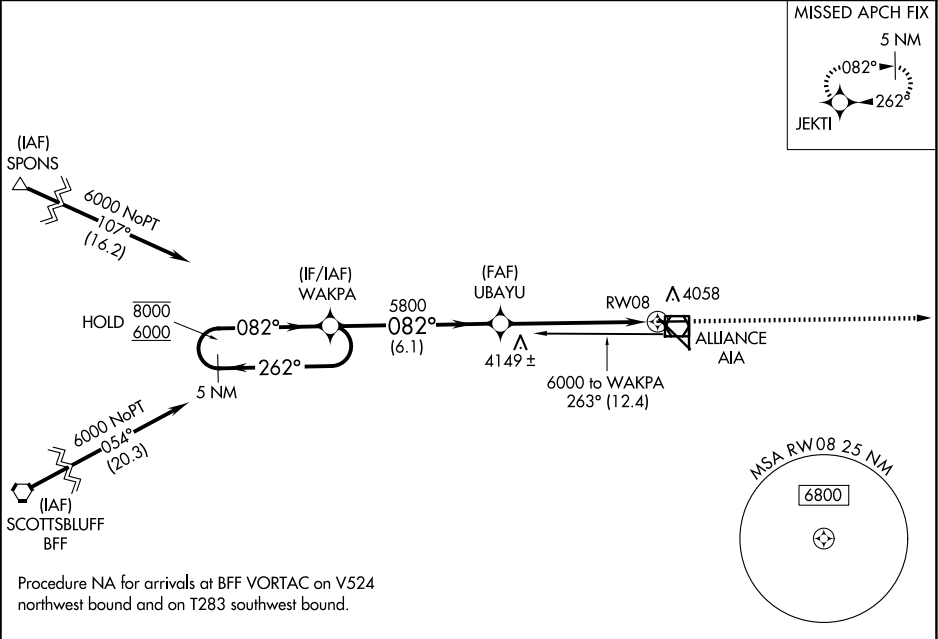 MISSED APCH FIX
5 NM
082°
262°
JEKTI
(IAF)
SPONS
6000 NoPT
107°
(16.2)
HOLD
8000
6000
082°
262°
5 NM
(IF/IAF)
WAKPA
5800
082°
(6.1)
(FAF)
UBAYU
RW08
4058
4149 ±
ALLIANCE
AIA
6000 to WAKPA
263° (12.4)
6000 NoPT
054°
(20.3)
(IAF)
SCOTTSBLUFF
BFF
MSA RW08 25 NM
6800
Procedure NA for arrivals at BFF VORTAC on V524
northwest bound and on T283 southwest bound.